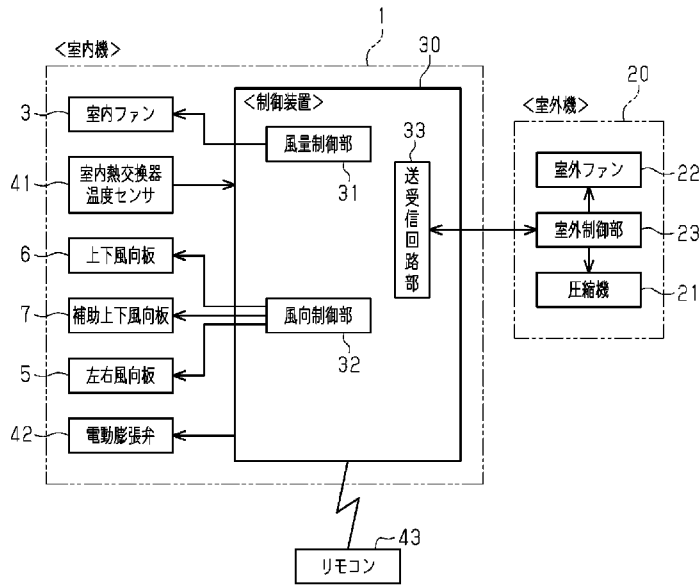 1
<室内機>
30
<制御装置>
20
<室外機>
3
室内ファン
風量制御部
31
33
送受信回路部
室外ファン
22
41
室内熱交換器
温度センサ
室外制御部
23
6
上下風向板
圧縮機
21
7
補助上下風向板
風向制御部
32
5
左右風向板
42
電動膨張弁
43
リモコン